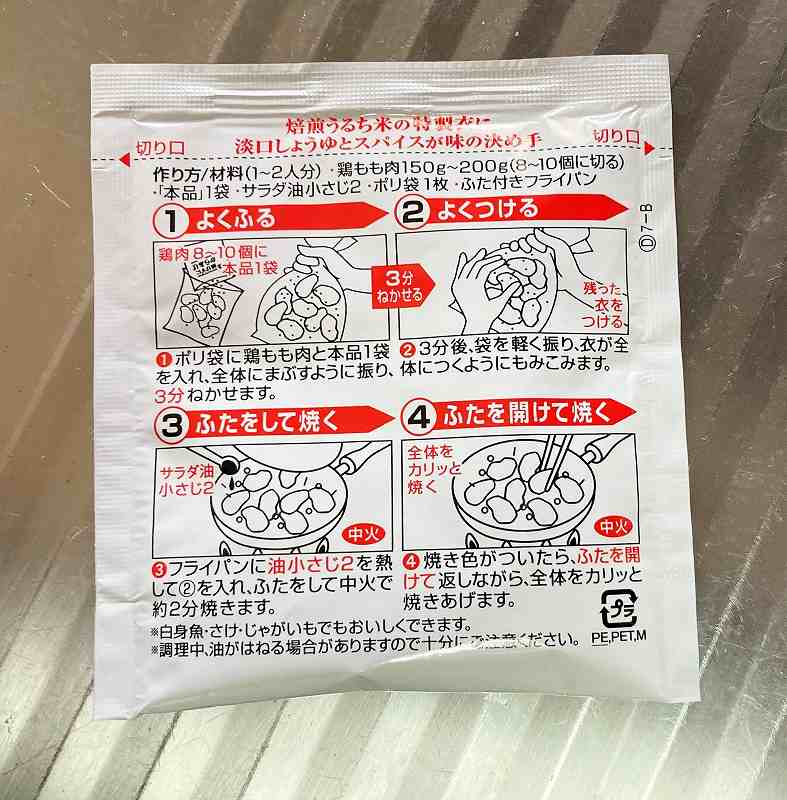 焙煎うるち米の特製衣に
淡口しょうゆとスパイスが味の決め手
切り口
切り口
作り方/材料(1~2人分)・鶏もも肉150g~200g(8~10個に切る)
・「本品」1袋・サラダ油小さじ2・ポリ袋1枚・ふた付きフライパン
1 よくふる
鶏肉8~10個に
本品1袋
3分
ねかせる
❶ポリ袋に鶏もも肉と本品1袋
を入れ、全体にまぶすように振り、
3分ねかせます。
2 よくつける
残った
衣を
つける
❷3分後、袋を軽く振り、衣が全
体につくようにもみこみます。
Ⓓ7-B
3 ふたをして焼く
サラダ油
小さじ2
中火
❸フライパンに油小さじ2を熱
して②を入れ、ふたをして中火で
約2分焼きます。
4 ふたを開けて焼く
全体を
カリッと
焼く
中火
❹焼き色がついたら、ふたを開
けて返しながら、全体をカリッと
焼きあげます。
※白身魚・さけ・じゃがいもでもおいしくできます。
※調理中、油がはねる場合がありますので十分にご注意ください。
プラ
PE,PET,M